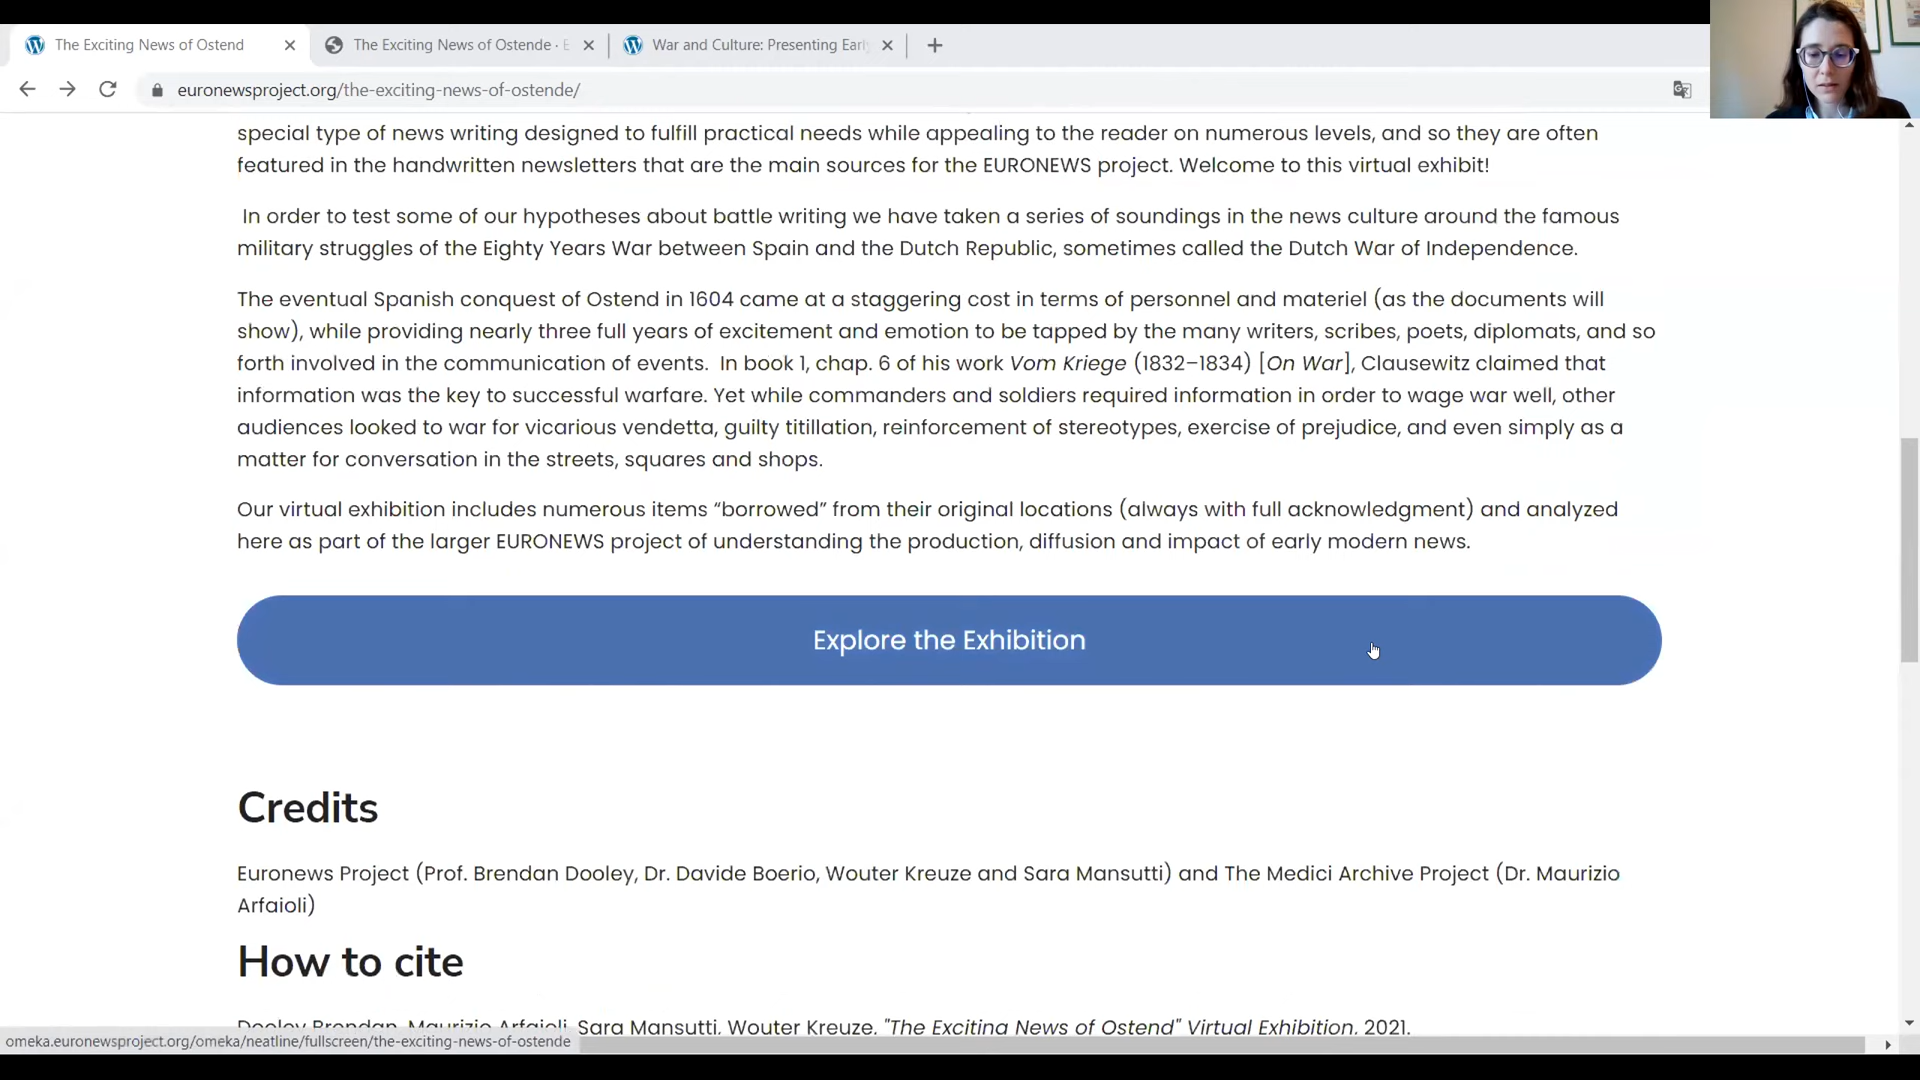 The Exciting News of Ostend
The Exciting News of Ostende · E
War and Culture: Presenting Earl
euronewsproject.org/the-exciting-news-of-ostende/
special type of news writing designed to fulfill practical needs while appealing to the reader on numerous levels, and so they are often
featured in the handwritten newsletters that are the main sources for the EURONEWS project. Welcome to this virtual exhibit!
In order to test some of our hypotheses about battle writing we have taken a series of soundings in the news culture around the famous
military struggles of the Eighty Years War between Spain and the Dutch Republic, sometimes called the Dutch War of Independence.
The eventual Spanish conquest of Ostend in 1604 came at a staggering cost in terms of personnel and materiel (as the documents will
show), while providing nearly three full years of excitement and emotion to be tapped by the many writers, scribes, poets, diplomats, and so
forth involved in the communication of events. In book 1, chap. 6 of his work Vom Kriege (1832–1834) [On War], Clausewitz claimed that
information was the key to successful warfare. Yet while commanders and soldiers required information in order to wage war well, other
audiences looked to war for vicarious vendetta, guilty titillation, reinforcement of stereotypes, exercise of prejudice, and even simply as a
matter for conversation in the streets, squares and shops.
Our virtual exhibition includes numerous items “borrowed” from their original locations (always with full acknowledgment) and analyzed
here as part of the larger EURONEWS project of understanding the production, diffusion and impact of early modern news.
Explore the Exhibition
Credits
Euronews Project (Prof. Brendan Dooley, Dr. Davide Boerio, Wouter Kreuze and Sara Mansutti) and The Medici Archive Project (Dr. Maurizio
Arfaioli)
How to cite
Dooley Brendan, Maurizio Arfaioli, Sara Mansutti, Wouter Kreuze. "The Exciting News of Ostend" Virtual Exhibition, 2021.
omeka.euronewsproject.org/omeka/neatline/fullscreen/the-exciting-news-of-ostende